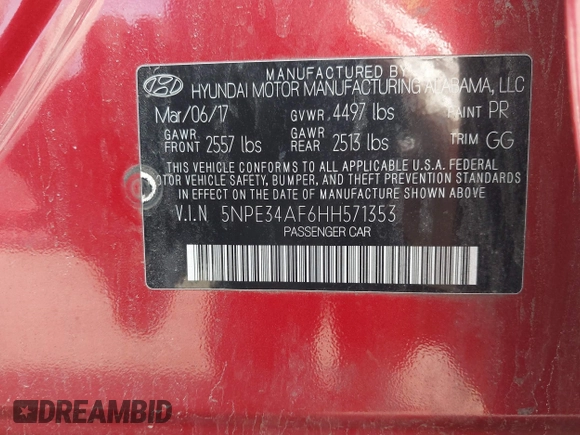 MANUFACTURED BY
HYUNDAI MOTOR MANUFACTURING ALABAMA, LLC
Mar/06/17 GVWR 4497 lbs PAINT PR
GAWR FRONT 2557 lbs GAWR REAR 2513 lbs TRIM GG
THIS VEHICLE CONFORMS TO ALL APPLICABLE U.S.A. FEDERAL
MOTOR VEHICLE SAFETY, BUMPER, AND THEFT PREVENTION STANDARDS
IN EFFECT ON THE DATE OF MANUFACTURE SHOWN ABOVE.
V.I.N 5NPE34AF6HH571353
PASSENGER CAR
DREAMBID